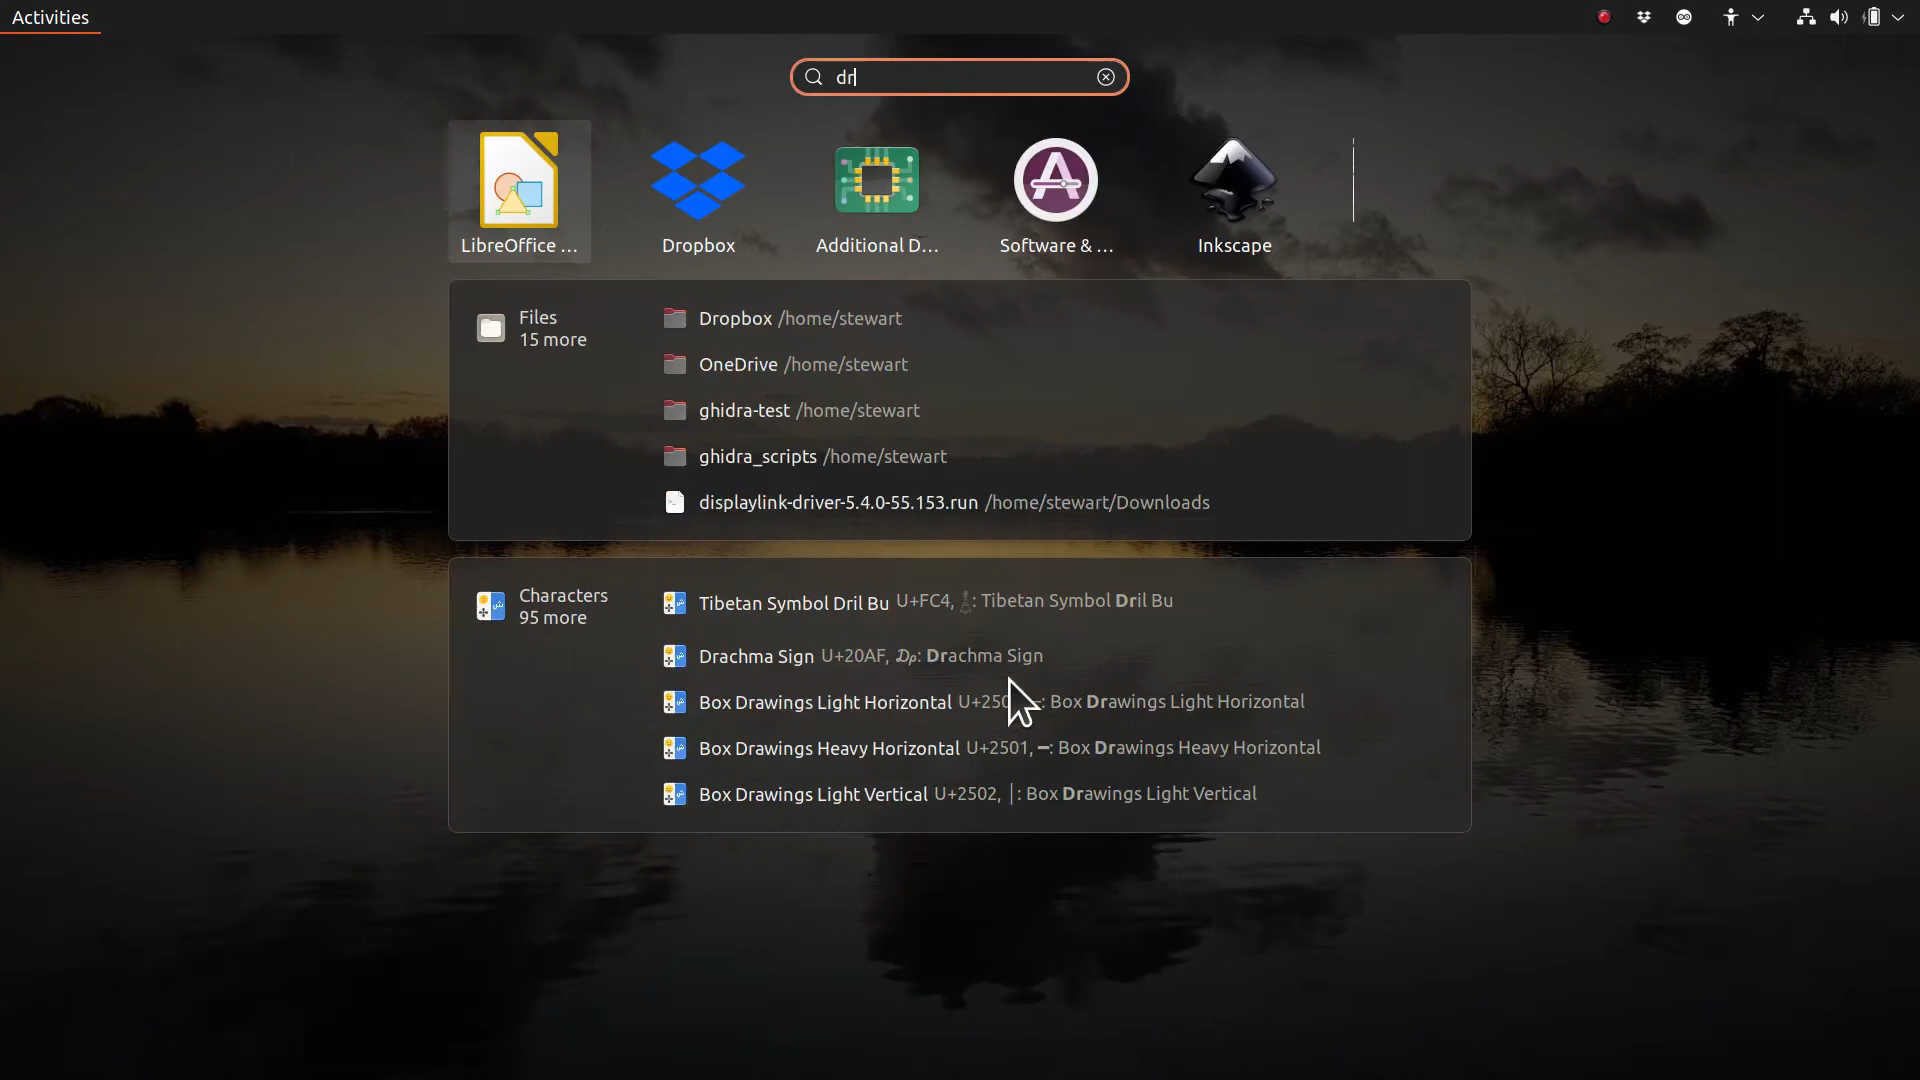 Activities
dr
LibreOffice ...
Dropbox
Additional D...
Software & ...
Inkscape
Files
15 more
Dropbox /home/stewart
OneDrive /home/stewart
ghidra-test /home/stewart
ghidra_scripts /home/stewart
displaylink-driver-5.4.0-55.153.run /home/stewart/Downloads
Characters
95 more
Tibetan Symbol Dril Bu U+FC4, ࿄: Tibetan Symbol Dril Bu
Drachma Sign U+20AF, ₯: Drachma Sign
Box Drawings Light Horizontal : Box Drawings Light Horizontal
Box Drawings Heavy Horizontal U+2501, ━: Box Drawings Heavy Horizontal
Box Drawings Light Vertical U+2502, │: Box Drawings Light Vertical